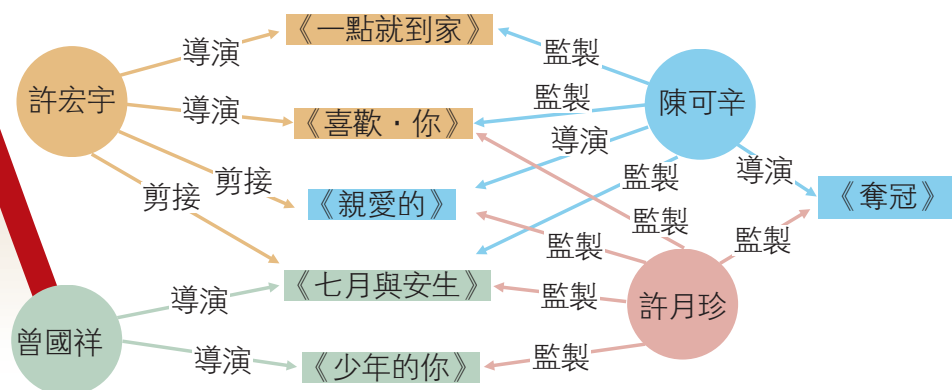 《一點就到家》
導演
監製
許宏宇
陳可辛
監製
導演
《喜歡·你》
導演
監製
導演
剪接
剪接
《親愛的》
《奪冠》
監製
監製
監製
《七月與安生》
監製
導演
許月珍
曾國祥
導演
《少年的你》
監製